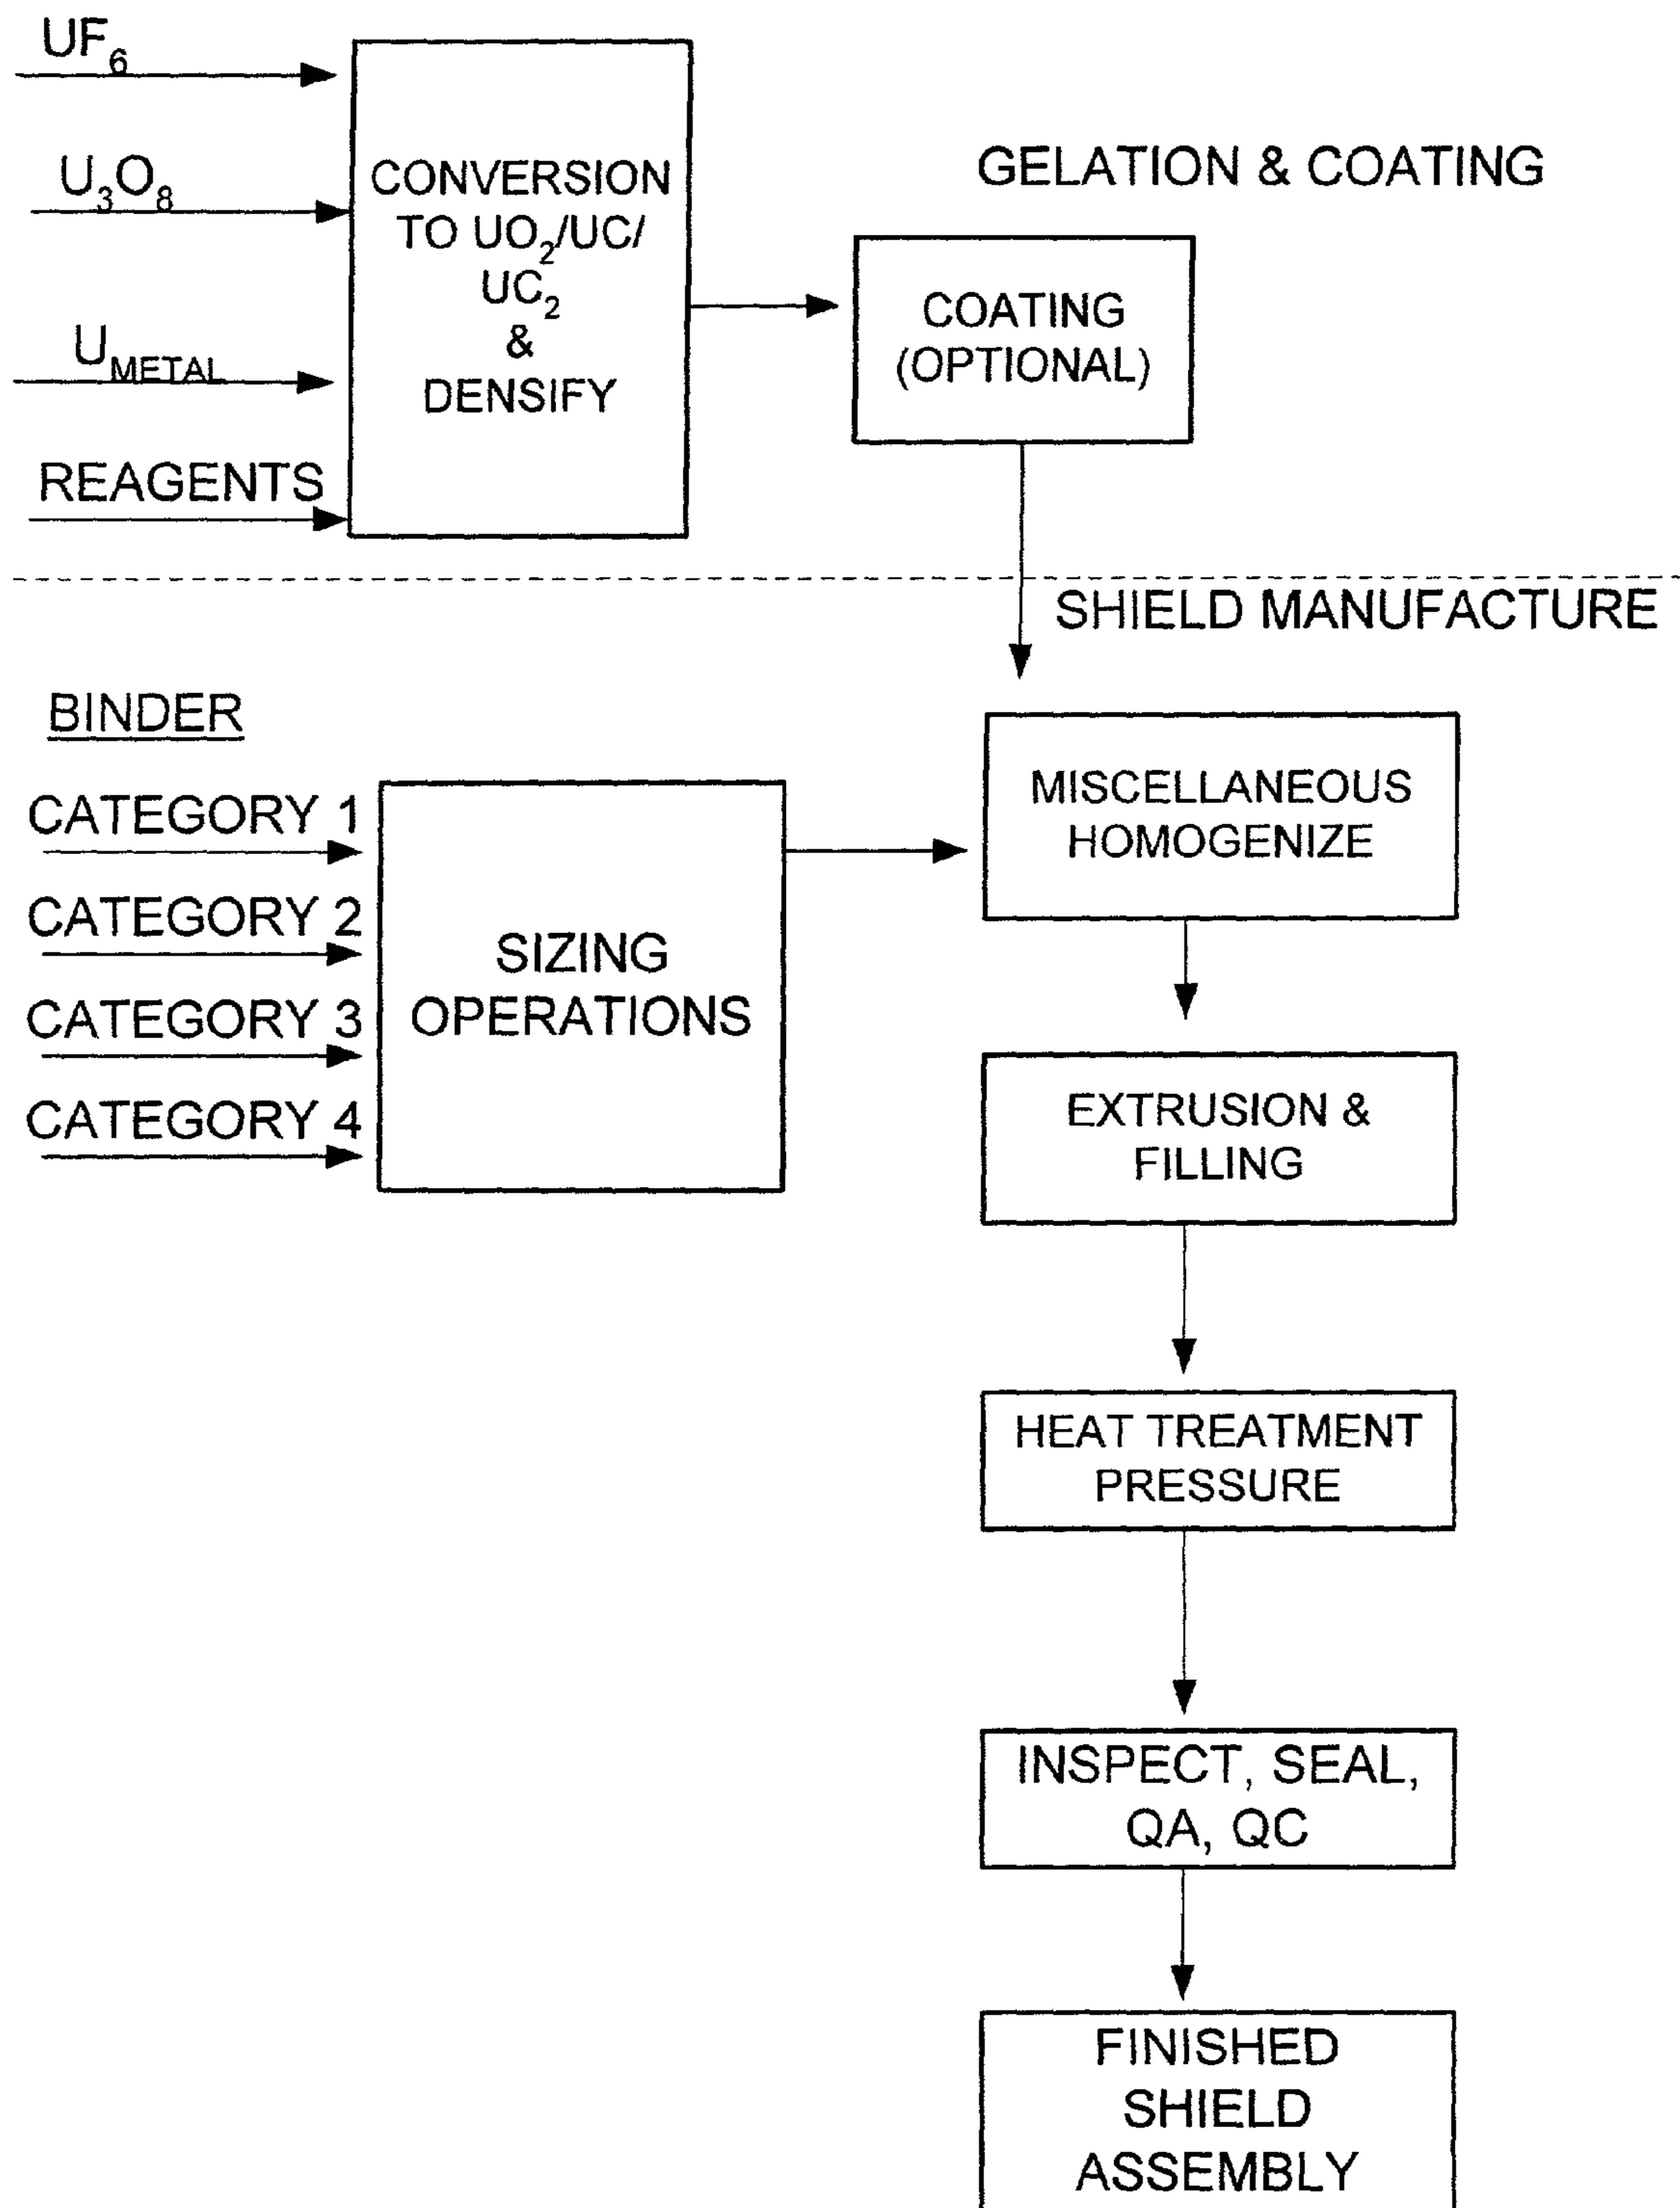 UF₆
U₃O₈
U_METAL
REAGENTS
CONVERSION
TO UO₂/UC/
UC₂
&
DENSIFY
GELATION & COATING
COATING
(OPTIONAL)
SHIELD MANUFACTURE
BINDER
CATEGORY 1
CATEGORY 2
CATEGORY 3
CATEGORY 4
SIZING
OPERATIONS
MISCELLANEOUS
HOMOGENIZE
EXTRUSION &
FILLING
HEAT TREATMENT
PRESSURE
INSPECT, SEAL,
QA, QC
FINISHED
SHIELD
ASSEMBLY